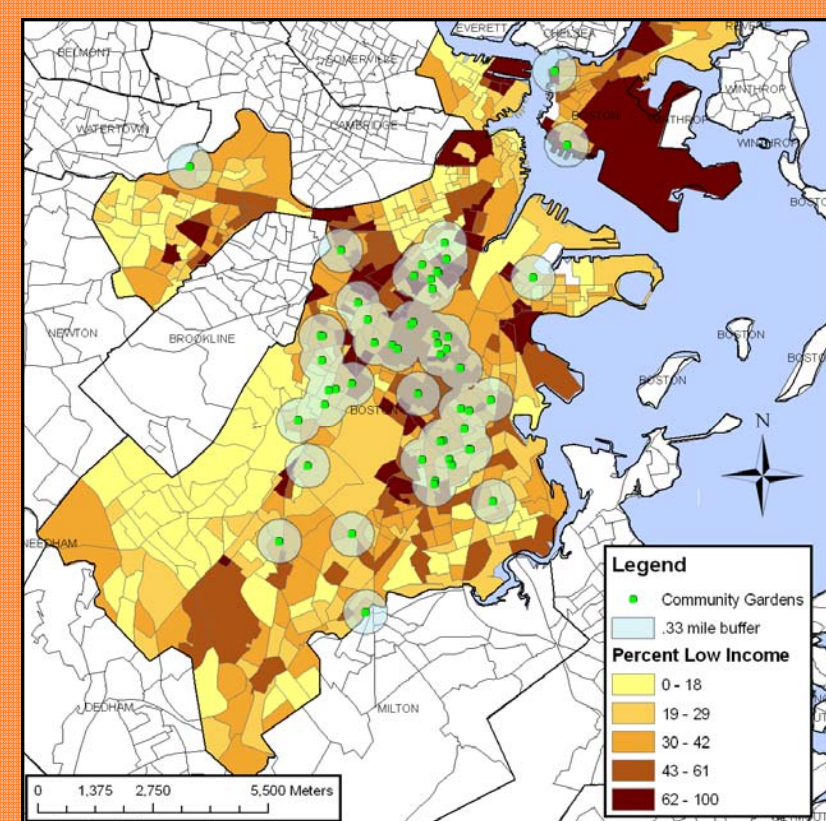 EVERETT
CHELSEA
REVERE
BELMONT
SOMERVILLE
WINTHROP
BOSTON
WINTHROP
WATERTOWN
CAMBRIDGE
WINTHROP
BOSTON
NEWTON
BROOKLINE
BOSTON
BOSTON
BOSTON
BOSTON
N
NEEDHAM
DEDHAM
MILTON
Legend
Community Gardens
.33 mile buffer
Percent Low Income
0 - 18
19 - 29
30 - 42
43 - 61
62 - 100
0 1,375 2,750 5,500 Meters